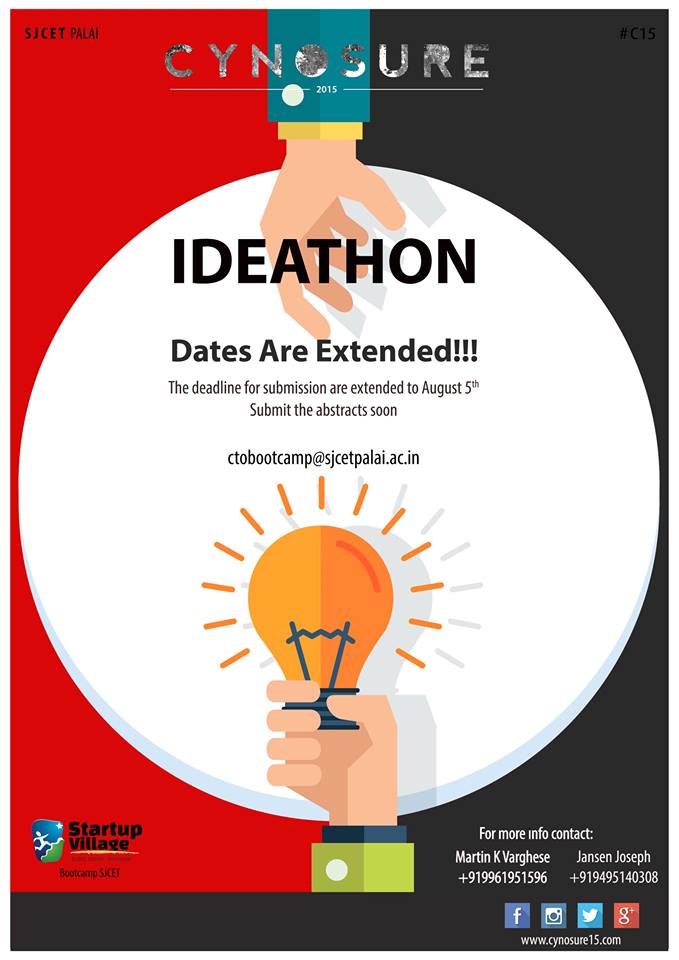 SJCET PALAI
#C15
CYNOSURE
2015
IDEATHON
Dates Are Extended!!!
The deadline for submission are extended to August 5th
Submit the abstracts soon
ctobootcamp@sjcetpalai.ac.in
Startup
Village
Bootcamp SJCET
For more info contact:
Martin K Varghese
+919961951596
Jansen Joseph
+919495140308
f
g+
www.cynosure15.com